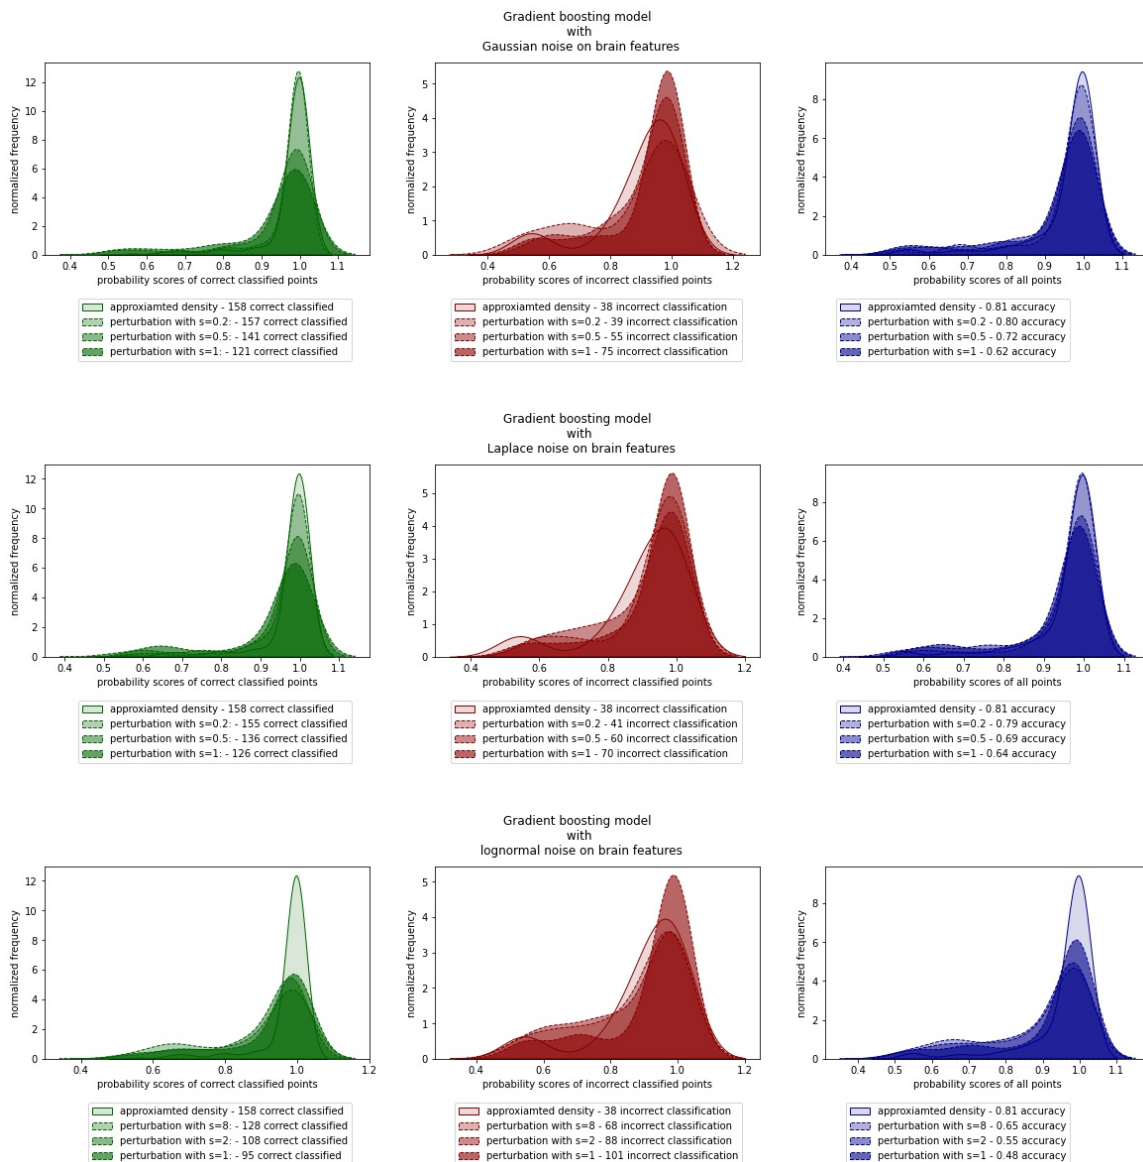 Gradient boosting model
with
Gaussian noise on brain features
normalized frequency
12
10
8
6
4
2
0
0.4 0.5 0.6 0.7 0.8 0.9 1.0 1.1
probability scores of correct classified points
approxiamted density - 158 correct classified
perturbation with s=0.2: - 157 correct classified
perturbation with s=0.5: - 141 correct classified
perturbation with s=1: - 121 correct classified
normalized frequency
5
4
3
2
1
0
0.4 0.6 0.8 1.0 1.2
probability scores of incorrect classified points
approxiamted density - 38 incorrect classification
perturbation with s=0.2 - 39 incorrect classification
perturbation with s=0.5 - 55 incorrect classification
perturbation with s=1 - 75 incorrect classification
normalized frequency
8
6
4
2
0
0.4 0.5 0.6 0.7 0.8 0.9 1.0 1.1
probability scores of all points
approxiamted density - 0.81 accuracy
perturbation with s=0.2 - 0.80 accuracy
perturbation with s=0.5 - 0.72 accuracy
perturbation with s=1 - 0.62 accuracy
Gradient boosting model
with
Laplace noise on brain features
normalized frequency
12
10
8
6
4
2
0
0.4 0.5 0.6 0.7 0.8 0.9 1.0 1.1
probability scores of correct classified points
approxiamted density - 158 correct classified
perturbation with s=0.2: - 155 correct classified
perturbation with s=0.5: - 136 correct classified
perturbation with s=1: - 126 correct classified
normalized frequency
5
4
3
2
1
0
0.4 0.6 0.8 1.0 1.2
probability scores of incorrect classified points
approxiamted density - 38 incorrect classification
perturbation with s=0.2 - 41 incorrect classification
perturbation with s=0.5 - 60 incorrect classification
perturbation with s=1 - 70 incorrect classification
normalized frequency
8
6
4
2
0
0.4 0.5 0.6 0.7 0.8 0.9 1.0 1.1
probability scores of all points
approxiamted density - 0.81 accuracy
perturbation with s=0.2 - 0.79 accuracy
perturbation with s=0.5 - 0.69 accuracy
perturbation with s=1 - 0.64 accuracy
Gradient boosting model
with
lognormal noise on brain features
normalized frequency
12
10
8
6
4
2
0
0.4 0.6 0.8 1.0 1.2
probability scores of correct classified points
approxiamted density - 158 correct classified
perturbation with s=8: - 128 correct classified
perturbation with s=2: - 108 correct classified
perturbation with s=1: - 95 correct classified
normalized frequency
5
4
3
2
1
0
0.4 0.6 0.8 1.0 1.2
probability scores of incorrect classified points
approxiamted density - 38 incorrect classification
perturbation with s=8 - 68 incorrect classification
perturbation with s=2 - 88 incorrect classification
perturbation with s=1 - 101 incorrect classification
normalized frequency
8
6
4
2
0
0.4 0.5 0.6 0.7 0.8 0.9 1.0 1.1
probability scores of all points
approxiamted density - 0.81 accuracy
perturbation with s=8 - 0.65 accuracy
perturbation with s=2 - 0.55 accuracy
perturbation with s=1 - 0.48 accuracy